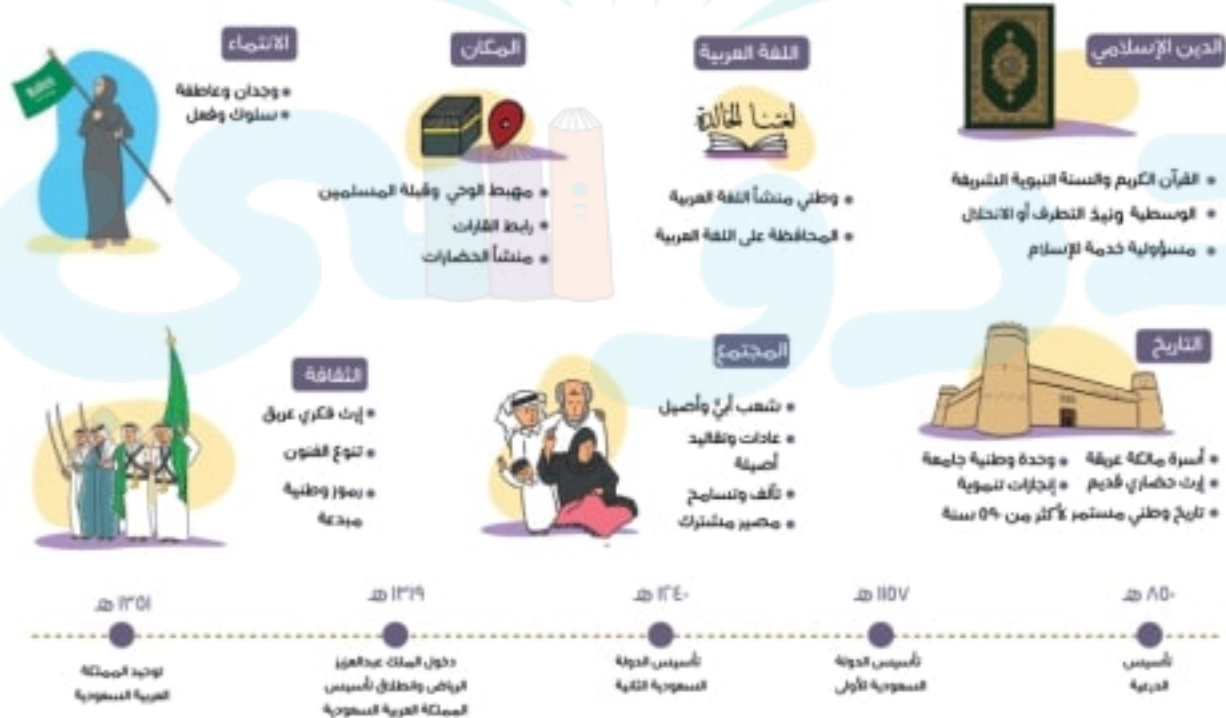 الدين الإسلامي
القرآن الكريم والسنة النبوية الشريفة
الوسطية ونبذ التطرف أو الانحلال
مسؤولية خدمة الإسلام
اللغة العربية
لغتنا الخالدة
وطني منشأ اللغة العربية
المحافظة على اللغة العربية
المكان
مهبط الوحي وقبلة المسلمين
رابط القارات
منشأ الحضارات
الانتماء
وجدان وعاطفة
سلوك وفعل
التاريخ
أسرة مالكة عريقة
وحدة وطنية جامعة
إرث حضاري قديم
إنجازات تنموية
تاريخ وطني مستمر لأكثر من ٥٩٠ سنة
المجتمع
شعب أبيٌّ وأصيل
عادات وتقاليد
أصيلة
تآلف وتسامح
مصير مشترك
الثقافة
إرث فكري عريق
تنوع الفنون
رموز وطنية
مبدعة
٨٥٠ هـ
تأسيس
الدرعية
١١٥٧ هـ
تأسيس الدولة
السعودية الأولى
١٢٤٠ هـ
تأسيس الدولة
السعودية الثانية
١٣١٩ هـ
دخول الملك عبدالعزيز
الرياض وانطلاق تأسيس
المملكة العربية السعودية
١٣٥١ هـ
توحيد المملكة
العربية السعودية